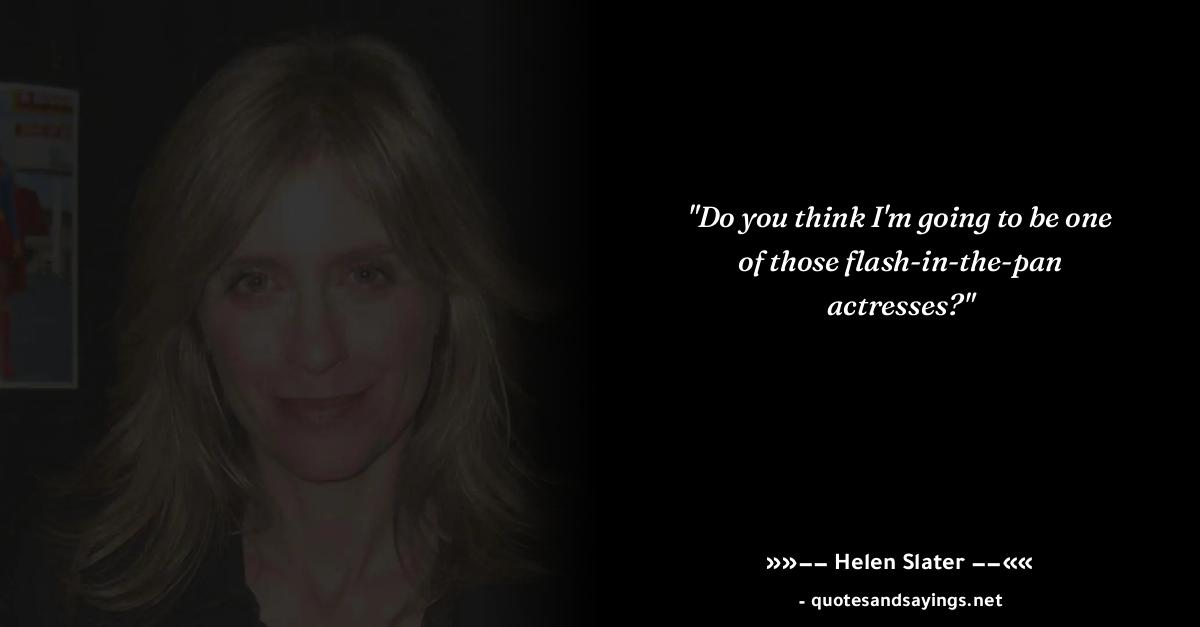 "Do you think I'm going to be one
of those flash-in-the-pan
actresses?"
»»−− Helen Slater −−««
- quotesandsayings.net